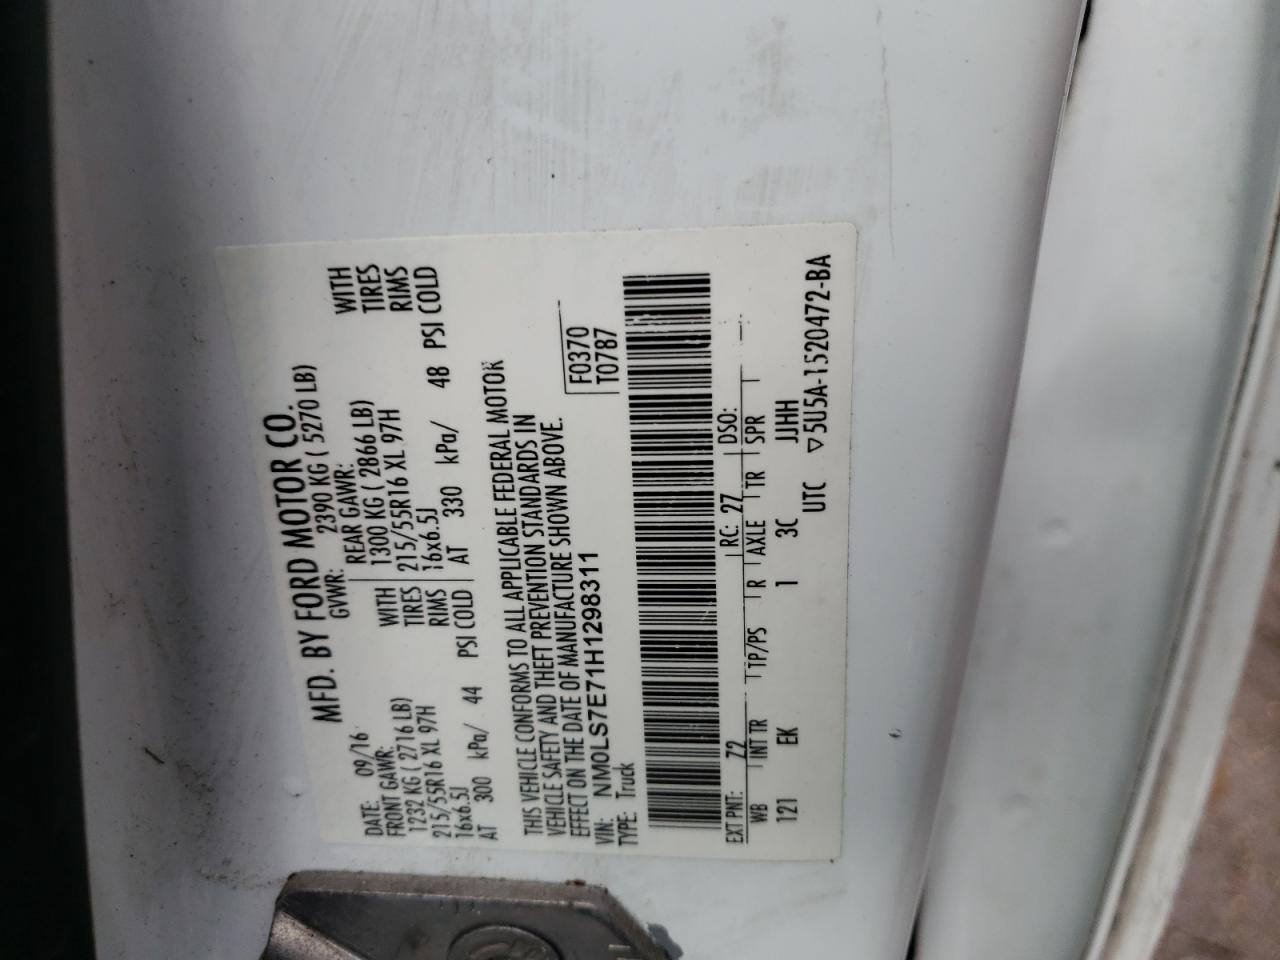 MFD. BY FORD MOTOR CO.
DATE: 09/16 GVWR: 2390 KG ( 5270 LB)
FRONT GAWR: REAR GAWR:
1232 KG ( 2716 LB) WITH 1300 KG ( 2866 LB) WITH
215/55R16 XL 97H TIRES 215/55R16 XL 97H TIRES
16x6.5J RIMS 16x6.5J RIMS
AT 300 kPa/ 44 PSI COLD AT 330 kPa/ 48 PSI COLD
THIS VEHICLE CONFORMS TO ALL APPLICABLE FEDERAL MOTOR
VEHICLE SAFETY AND THEFT PREVENTION STANDARDS IN
EFFECT ON THE DATE OF MANUFACTURE SHOWN ABOVE.
VIN: NM0LS7E71H1298311 F0370
TYPE: Truck T0787
EXT PNT: Z2 RC: 27 DSO:
WB INT TR TP/PS R AXLE TR SPR
121 EK 1 3C JJHH
UTC ▽5U5A-1520472-BA